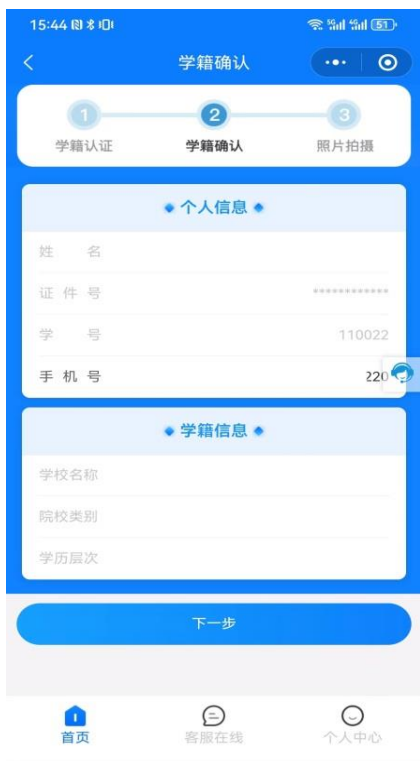 15:44 5G 4G 51
学籍确认
1 2 3
学籍认证 学籍确认 照片拍摄
个人信息
姓 名
证 件 号 ************
学 号 110022
手 机 号 220
学籍信息
学校名称
院校类别
学历层次
下一步
首页 客服在线 个人中心